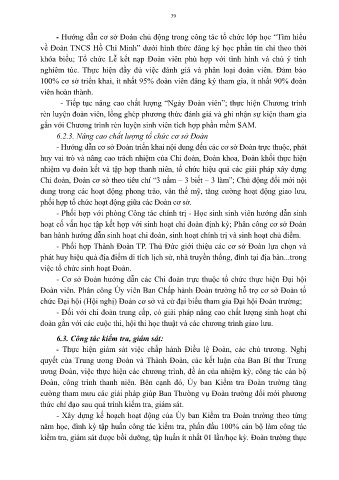 39
- Hướng dẫn cơ sở Đoàn chủ động trong công tác tổ chức lớp học “Tìm hiểu
về Đoàn TNCS Hồ Chí Minh” dưới hình thức đăng ký học phần tín chỉ theo thời
khóa biểu; Tổ chức Lễ kết nạp Đoàn viên phù hợp với tình hình và chú ý tính
nghiêm túc. Thực hiện đầy đủ việc đánh giá và phân loại đoàn viên. Đảm bảo
100% cơ sở triển khai, ít nhất 95% đoàn viên đăng ký tham gia, ít nhất 90% đoàn
viên hoàn thành.
- Tiếp tục nâng cao chất lượng “Ngày Đoàn viên”; thực hiện Chương trình
rèn luyện đoàn viên, lồng ghép phương thức đánh giá và ghi nhận sự kiện tham gia
gắn với Chương trình rèn luyện sinh viên tích hợp phần mềm SAM.
6.2.3. Nâng cao chất lượng tổ chức cơ sở Đoàn
- Hướng dẫn cơ sở Đoàn triển khai nội dung đến các cơ sở Đoàn trực thuộc, phát
huy vai trò và nâng cao trách nhiệm của Chi đoàn, Đoàn khoa, Đoàn khối thực hiện
nhiệm vụ đoàn kết và tập hợp thanh niên, tổ chức hiệu quả các giải pháp xây dựng
Chi đoàn, Đoàn cơ sở theo tiêu chí “3 nắm – 3 biết – 3 làm”; Chủ động đổi mới nội
dung trong các hoạt động phong trào, văn thể mỹ, tăng cường hoạt động giao lưu,
phối hợp tổ chức hoạt động giữa các Đoàn cơ sở.
- Phối hợp với phòng Công tác chính trị - Học sinh sinh viên hướng dẫn sinh
hoạt cố vấn học tập kết hợp với sinh hoạt chi đoàn định kỳ; Phân công cơ sở Đoàn
ban hành hướng dẫn sinh hoạt chi đoàn, sinh hoạt chính trị và sinh hoạt chủ điểm.
- Phối hợp Thành Đoàn TP. Thủ Đức giới thiệu các cơ sở Đoàn lựa chọn và
phát huy hiệu quả địa điểm di tích lịch sử, nhà truyền thống, đình tại địa bàn...trong
việc tổ chức sinh hoạt Đoàn.
- Cơ sở Đoàn hướng dẫn các Chi đoàn trực thuộc tổ chức thực hiện Đại hội
Đoàn viên. Phân công Ủy viên Ban Chấp hành Đoàn trường hỗ trợ cơ sở Đoàn tổ
chức Đại hội (Hội nghị) Đoàn cơ sở và cử đại biểu tham gia Đại hội Đoàn trường;
- Đối với chi đoàn trung cấp, có giải pháp nâng cao chất lượng sinh hoạt chi
đoàn gắn với các cuộc thi, hội thi học thuật và các chương trình giao lưu.
6.3. Công tác kiểm tra, giám sát:
- Thực hiện giám sát việc chấp hành Điều lệ Đoàn, các chủ trương. Nghị
quyết của Trung ương Đoàn và Thành Đoàn, các kết luận của Ban Bí thư Trung
ương Đoàn, việc thực hiện các chương trình, đề án của nhiệm kỳ, công tác cán bộ
Đoàn, công trình thanh niên. Bên cạnh đó, Ủy ban Kiểm tra Đoàn trường tăng
cường tham mưu các giải pháp giúp Ban Thường vụ Đoàn trường đổi mới phương
thức chỉ đạo sau quá trình kiểm tra, giám sát.
- Xây dựng kế hoạch hoạt động của Ủy ban Kiểm tra Đoàn trường theo từng
năm học, định kỳ tập huấn công tác kiểm tra, phấn đấu 100% cán bộ làm công tác
kiểm tra, giám sát được bồi dưỡng, tập huấn ít nhất 01 lần/học kỳ. Đoàn trường thực